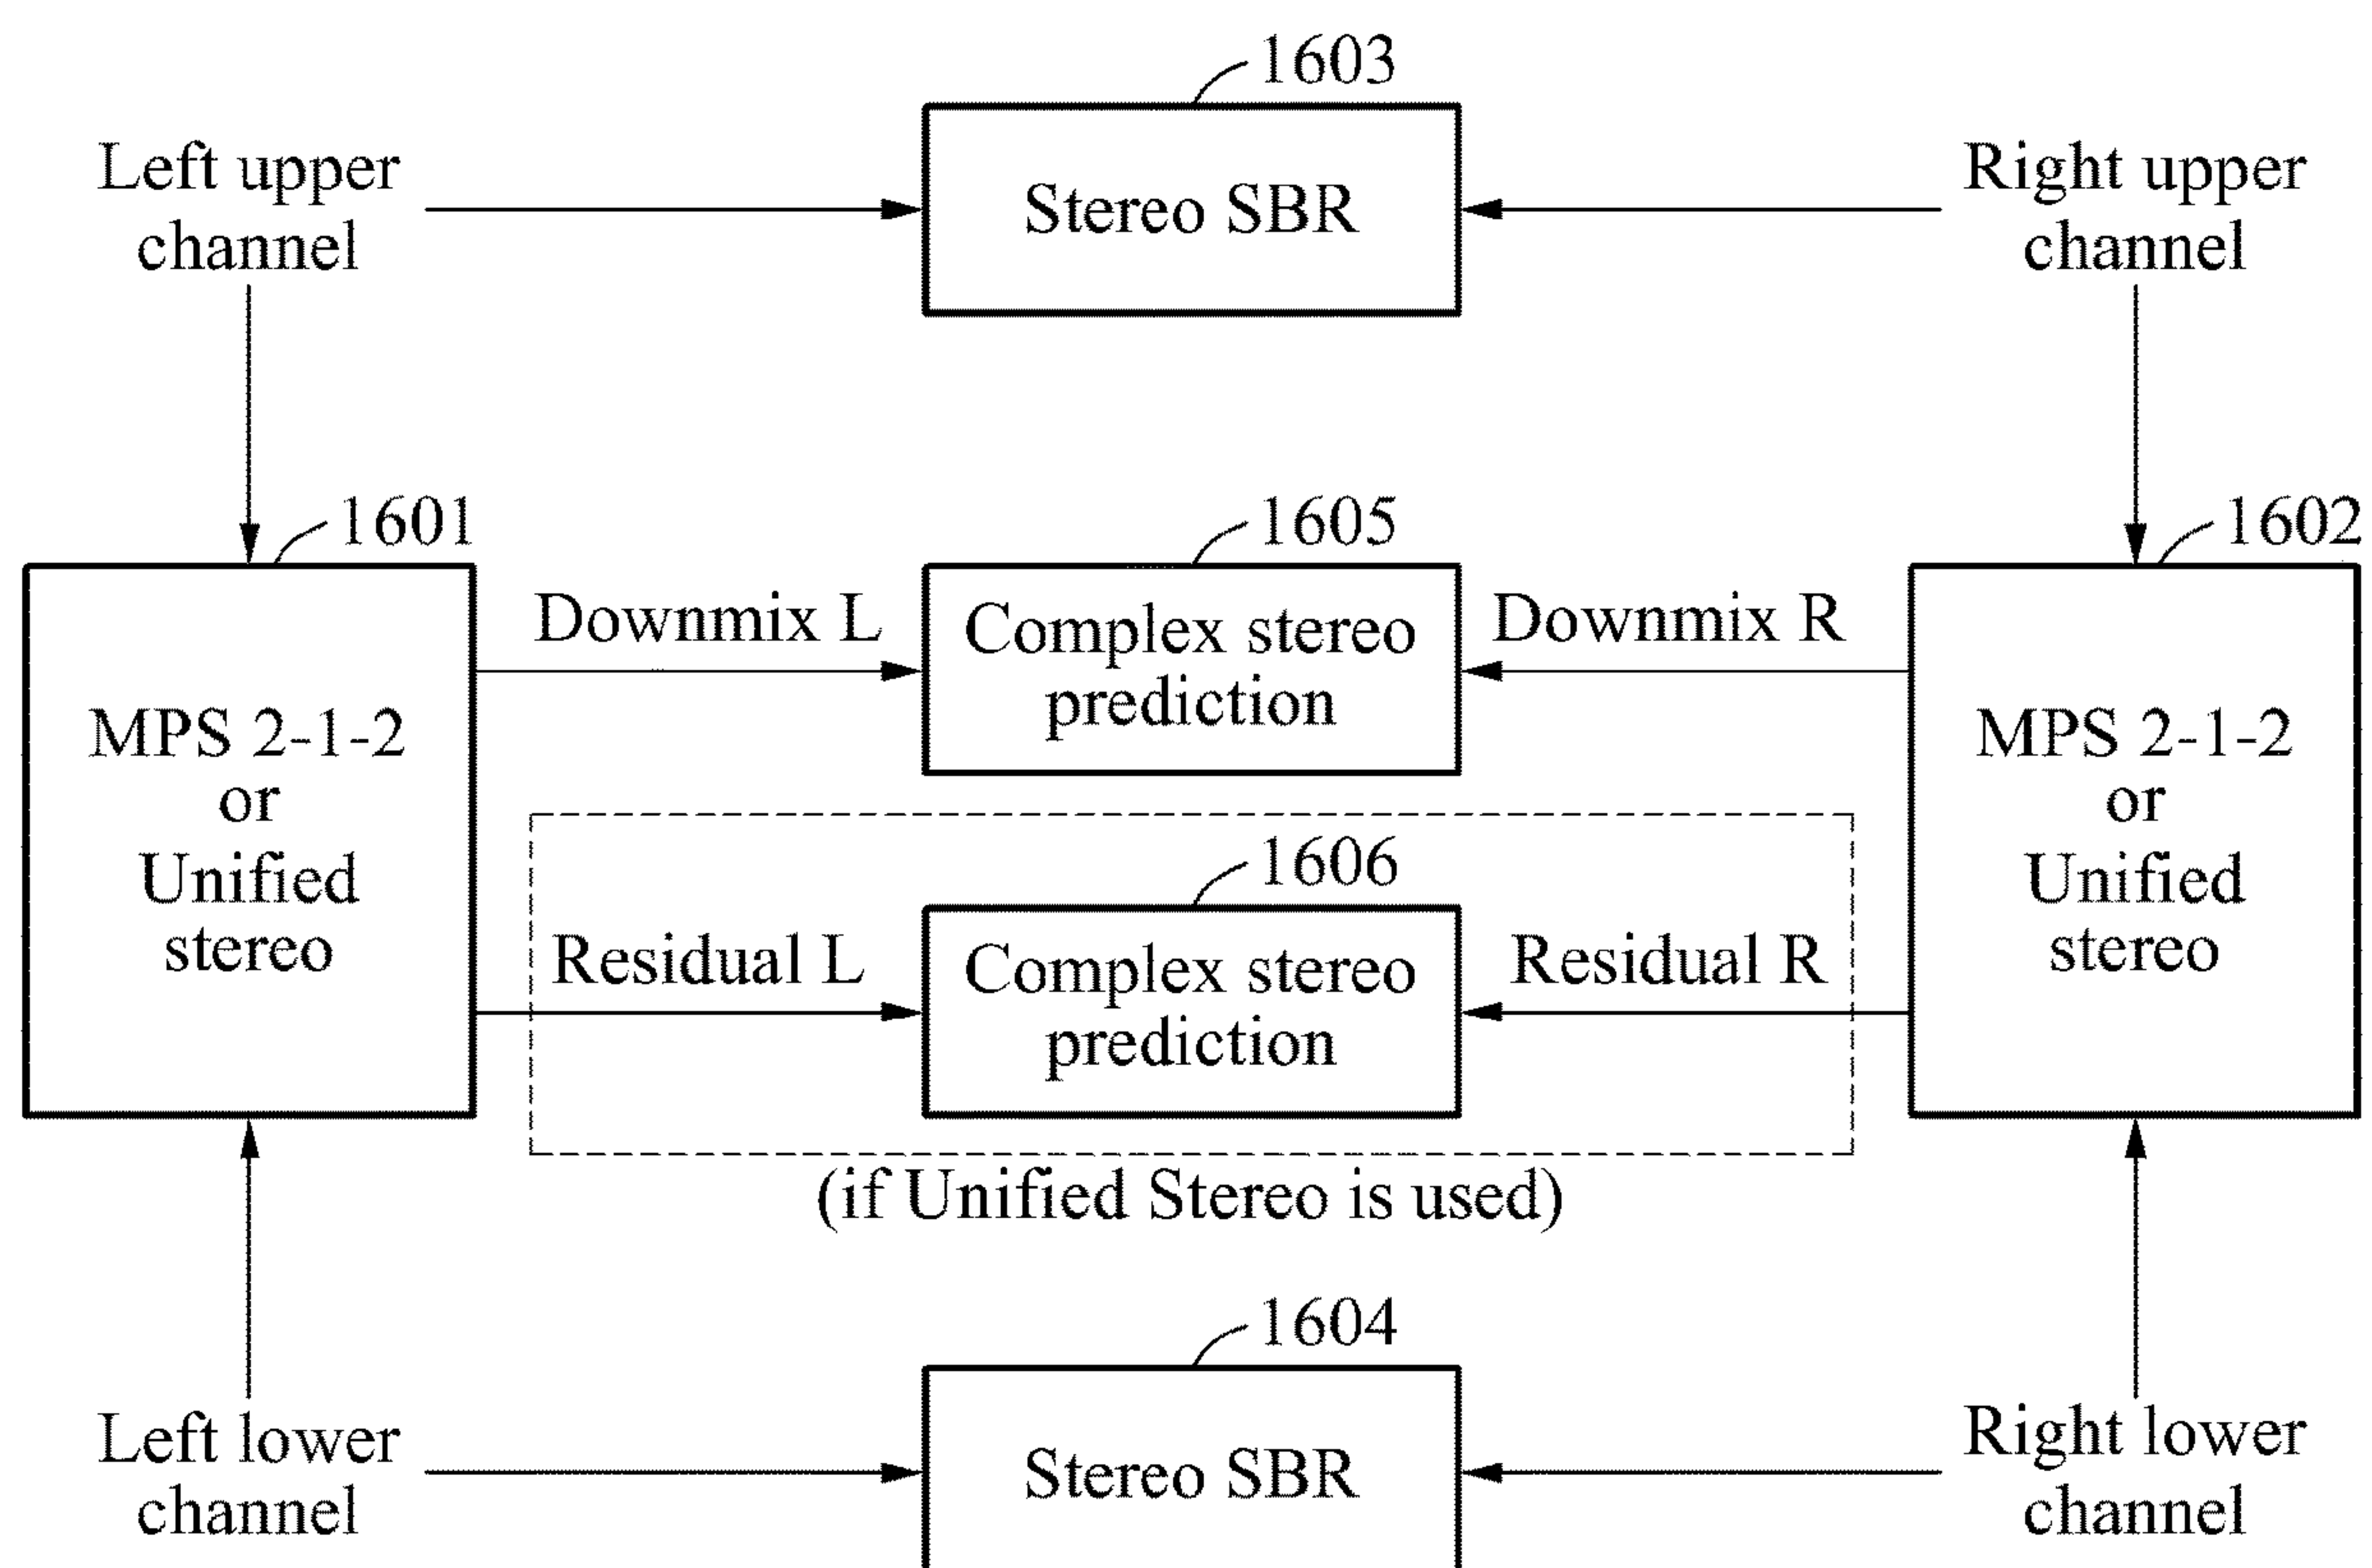 1603
Left upper
channel
Stereo SBR
Right upper
channel
1601
1605
1602
MPS 2-1-2
or
Unified
stereo
Downmix L
Complex stereo
prediction
Downmix R
MPS 2-1-2
or
Unified
stereo
1606
Residual L
Complex stereo
prediction
Residual R
(if Unified Stereo is used)
1604
Left lower
channel
Stereo SBR
Right lower
channel